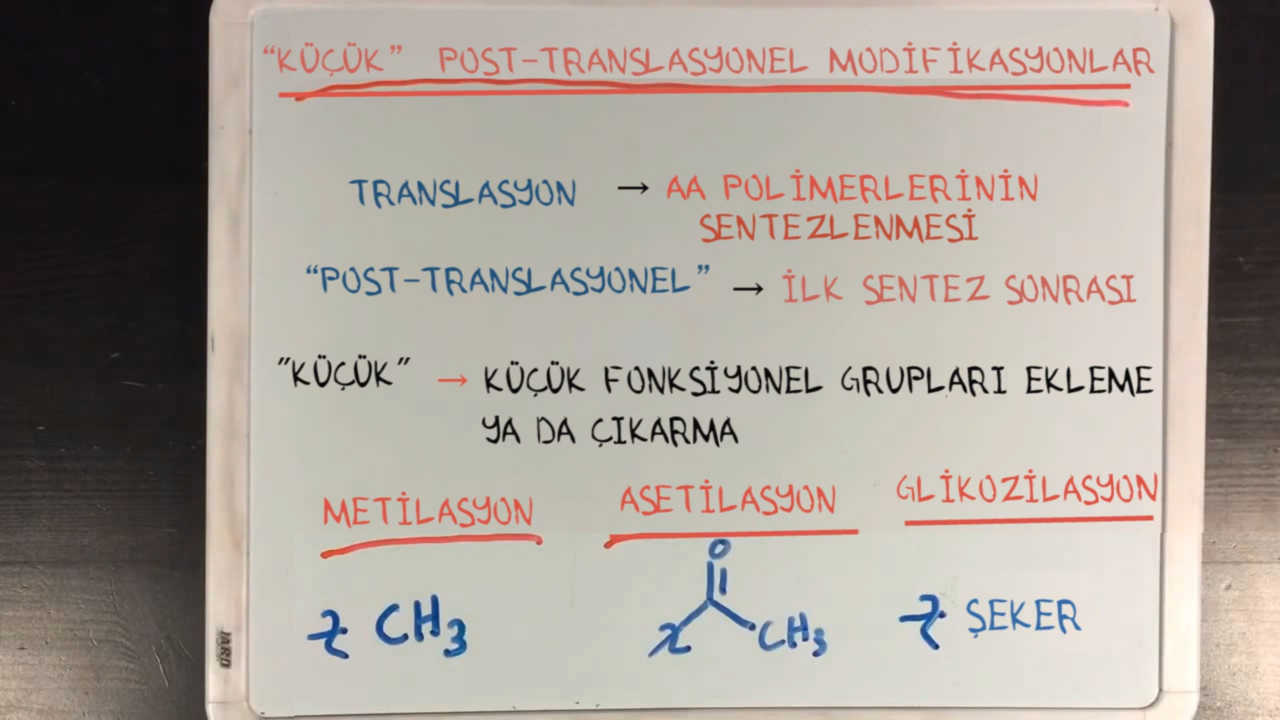 “KÜÇÜK” POST-TRANSLASYONEL MODİFİKASYONLAR
TRANSLASYON → AA POLİMERLERİNİN
SENTEZLENMESİ
“POST-TRANSLASYONEL” → İLK SENTEZ SONRASI
”KÜÇÜK” → KÜÇÜK FONKSİYONEL GRUPLARI EKLEME
YA DA ÇIKARMA
METİLASYON ASETİLASYON GLİKOZİLASYON
O
CH3 CH3 ŞEKER